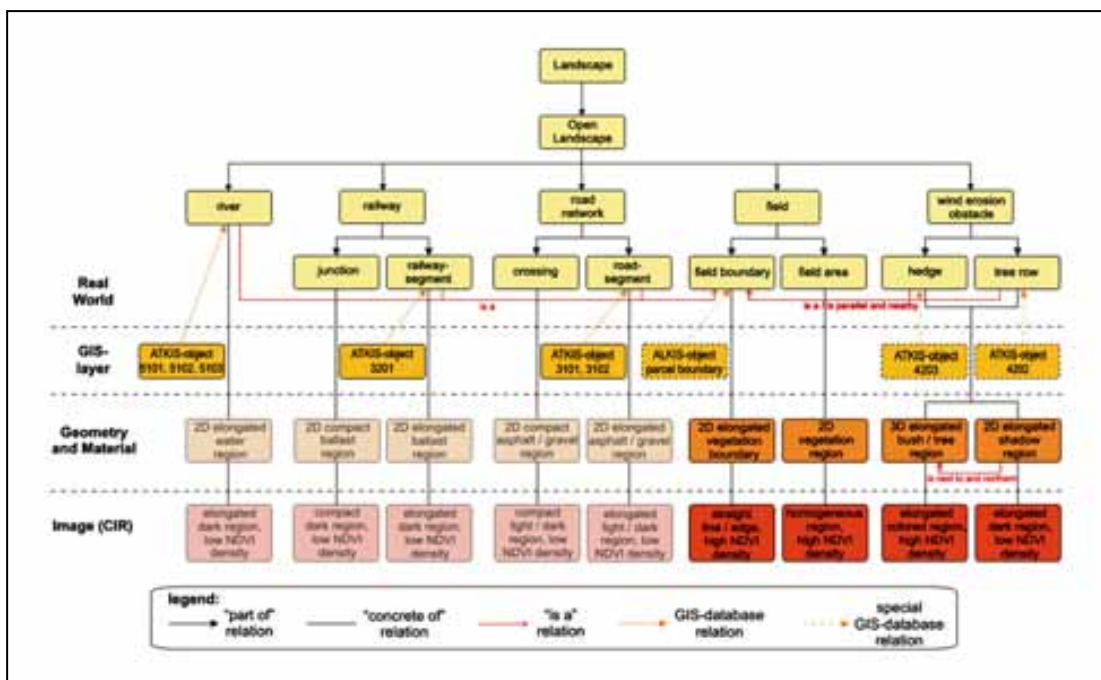 Landscape
Open
Landscape
river
railway
road
network
field
wind erosion
obstacle
junction
railway-
segment
crossing
road-
segment
field boundary
field area
hedge
tree row
Real
World
is a
is a / is parallel and nearby
GIS-
layer
ATKIS-object
5101, 5102, 5103
ATKIS-object
3201
ATKIS-object
3101, 3102
ALKIS-object
parcel boundary
ATKIS-object
4203
ATKIS-object
4202
Geometry
and Material
2D elongated
water
region
2D compact
ballast
region
2D elongated
ballast
region
2D compact
asphalt / gravel
region
2D elongated
asphalt / gravel
region
2D elongated
vegetation
boundary
2D
vegetation
region
3D elongated
bush / tree
region
2D elongated
shadow
region
is next to and northern
Image (CIR)
elongated
dark region,
low NDVI
density
compact
dark region,
low NDVI
density
elongated
dark region,
low NDVI
density
compact
light / dark
region, low
NDVI density
elongated
light / dark
region, low
NDVI density
straight
line / edge,
high NDVI
density
homogeneous
region,
high NDVI
density
elongated
region,
high NDVI
density
elongated
dark region,
low NDVI
density
legend:
"part of"
relation
"concrete of"
relation
"is a"
relation
GIS-database
relation
special
GIS-database
relation